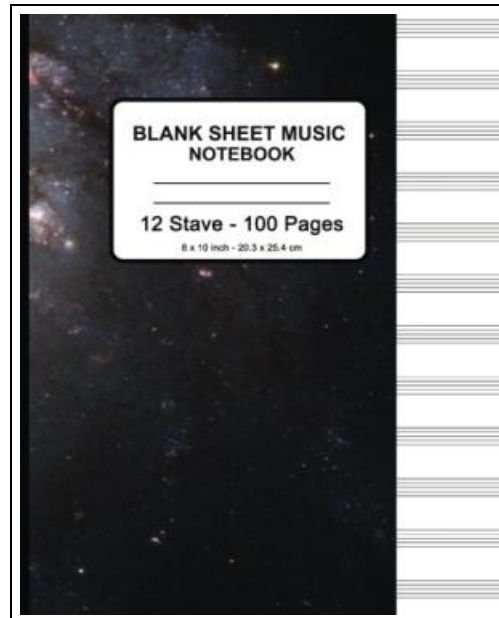 BLANK SHEET MUSIC
NOTEBOOK
12 Stave - 100 Pages
8 x 10 inch - 20.3 x 25.4 cm